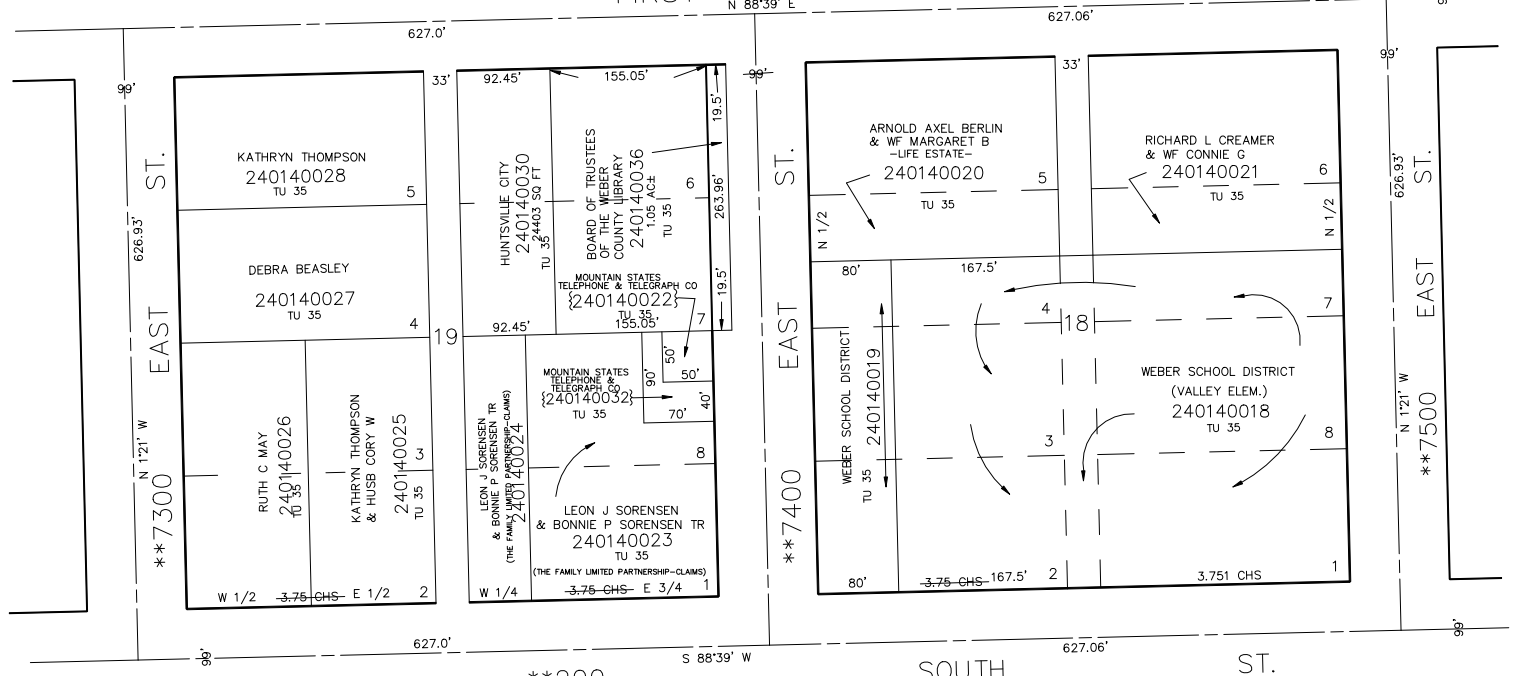 N 88°39' E
627.0'
627.06'
99'
33'
92.45'
155.05'
99'
33'
99'
KATHRYN THOMPSON
240140028
TU 35
5
DEBRA BEASLEY
240140027
TU 35
4
19
RUTH C MAY
240140026
TU 35
KATHRYN THOMPSON
& HUSB CORY W
240140025
TU 35
3
W 1/2
3.75 CHS
E 1/2
2
HUNTSVILLE CITY
240140030
24403 SQ FT
TU 35
BOARD OF TRUSTEES
OF THE WEBER
COUNTY LIBRARY
240140036
1.05 AC±
TU 35
6
19.5'
263.96'
19.5'
MOUNTAIN STATES
TELEPHONE & TELEGRAPH CO
{240140022}
TU 35
7
92.45'
155.05'
50'
50'
90'
40'
70'
MOUNTAIN STATES
TELEPHONE &
TELEGRAPH CO
{240140032}
TU 35
8
LEON J SORENSEN
& BONNIE P SORENSEN TR
(THE FAMILY LIMITED PARTNERSHIP-CLAIMS)
240140024
LEON J SORENSEN
& BONNIE P SORENSEN TR
240140023
TU 35
(THE FAMILY LIMITED PARTNERSHIP-CLAIMS)
W 1/4
3.75 CHS
E 3/4
1
ARNOLD AXEL BERLIN
& WF MARGARET B
-LIFE ESTATE-
240140020
TU 35
5
N 1/2
RICHARD L CREAMER
& WF CONNIE G
240140021
TU 35
6
N 1/2
80'
167.5'
4
18
7
WEBER SCHOOL DISTRICT
240140019
TU 35
WEBER SCHOOL DISTRICT
(VALLEY ELEM.)
240140018
TU 35
3
8
80'
3.75 CHS
167.5'
2
3.751 CHS
1
626.93'
N 1°21' W
**7300 EAST ST.
**7400 EAST ST.
626.93'
N 1°21' W
**7500 EAST ST.
99'
627.0'
S 88°39' W
627.06'
99'
SOUTH ST.